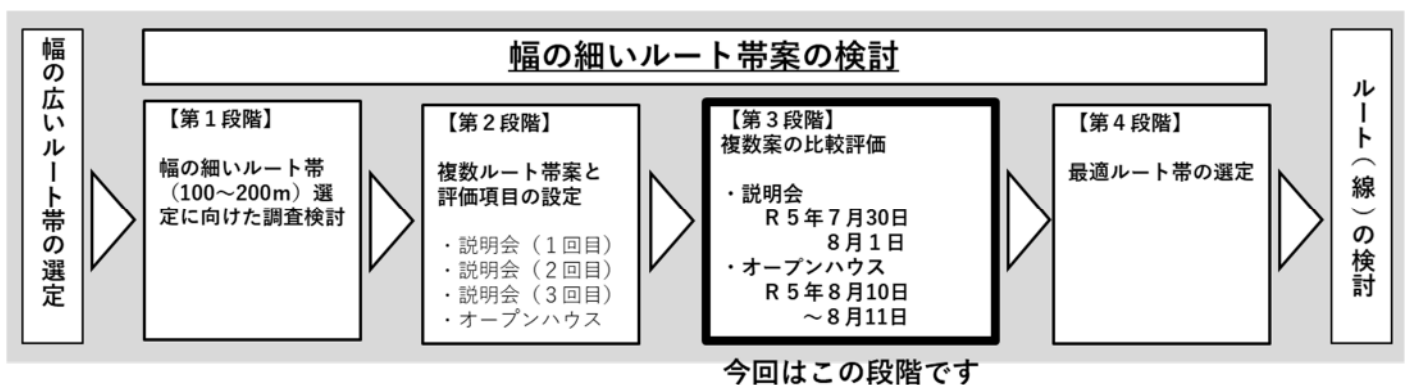 幅の広いルート帯の選定
幅の細いルート帯案の検討
【第１段階】
幅の細いルート帯
（100～200m）選
定に向けた調査検討
【第２段階】
複数ルート帯案と
評価項目の設定
・説明会（１回目）
・説明会（２回目）
・説明会（３回目）
・オープンハウス
【第３段階】
複数案の比較評価
・説明会
Ｒ５年７月30日
８月１日
・オープンハウス
Ｒ５年８月10日
～８月11日
【第４段階】
最適ルート帯の選定
ルート（線）の検討
今回はこの段階です